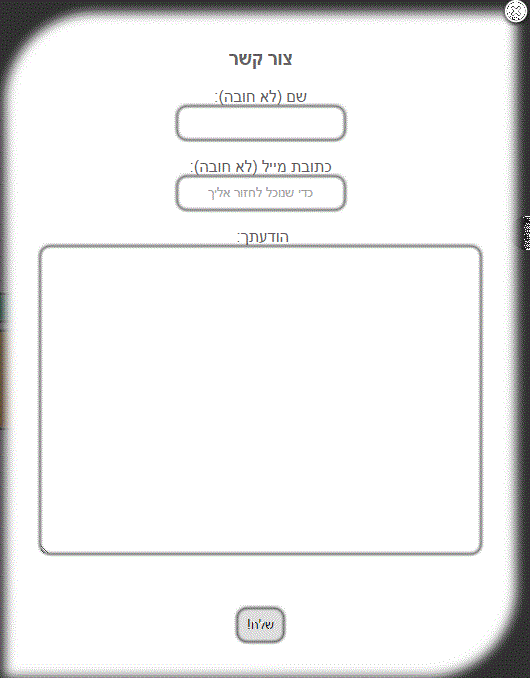 צור קשר
שם (לא חובה):
כתובת מייל (לא חובה):
כדי שנוכל לחזור אליך
הודעתך:
שלח!